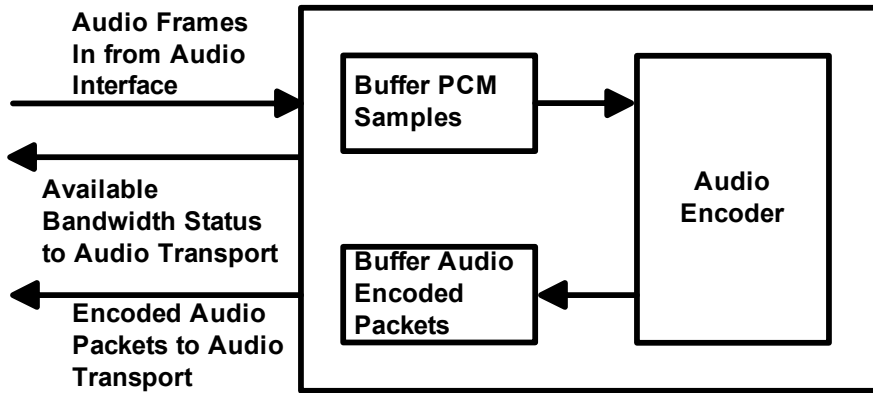 Audio Frames
In from Audio
Interface
Buffer PCM
Samples
Audio
Encoder
Available
Bandwidth Status
to Audio Transport
Buffer Audio
Encoded
Packets
Encoded Audio
Packets to Audio
Transport